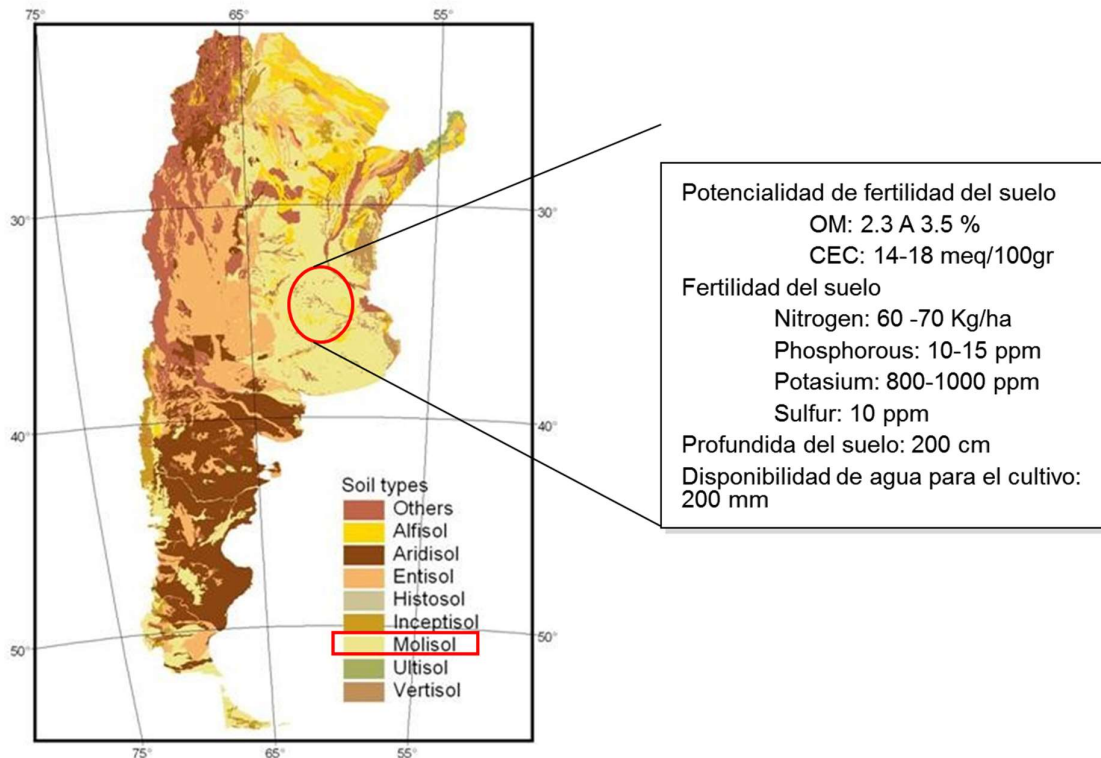 75°
65°
55°
30°
30°
40°
40°
50°
50°
75°
65°
55°
Soil types
Others
Alfisol
Aridisol
Entisol
Histosol
Inceptisol
Molisol
Ultisol
Vertisol
Potencialidad de fertilidad del suelo
OM: 2.3 A 3.5 %
CEC: 14-18 meq/100gr
Fertilidad del suelo
Nitrogen: 60 -70 Kg/ha
Phosphorous: 10-15 ppm
Potasium: 800-1000 ppm
Sulfur: 10 ppm
Profundida del suelo: 200 cm
Disponibilidad de agua para el cultivo:
200 mm